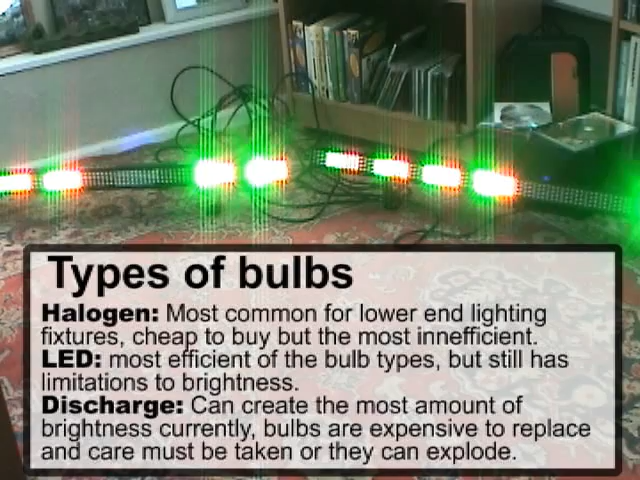 Types of bulbs
Halogen: Most common for lower end lighting
fixtures, cheap to buy but the most innefficient.
LED: most efficient of the bulb types, but still has
limitations to brightness.
Discharge: Can create the most amount of
brightness currently, bulbs are expensive to replace
and care must be taken or they can explode.